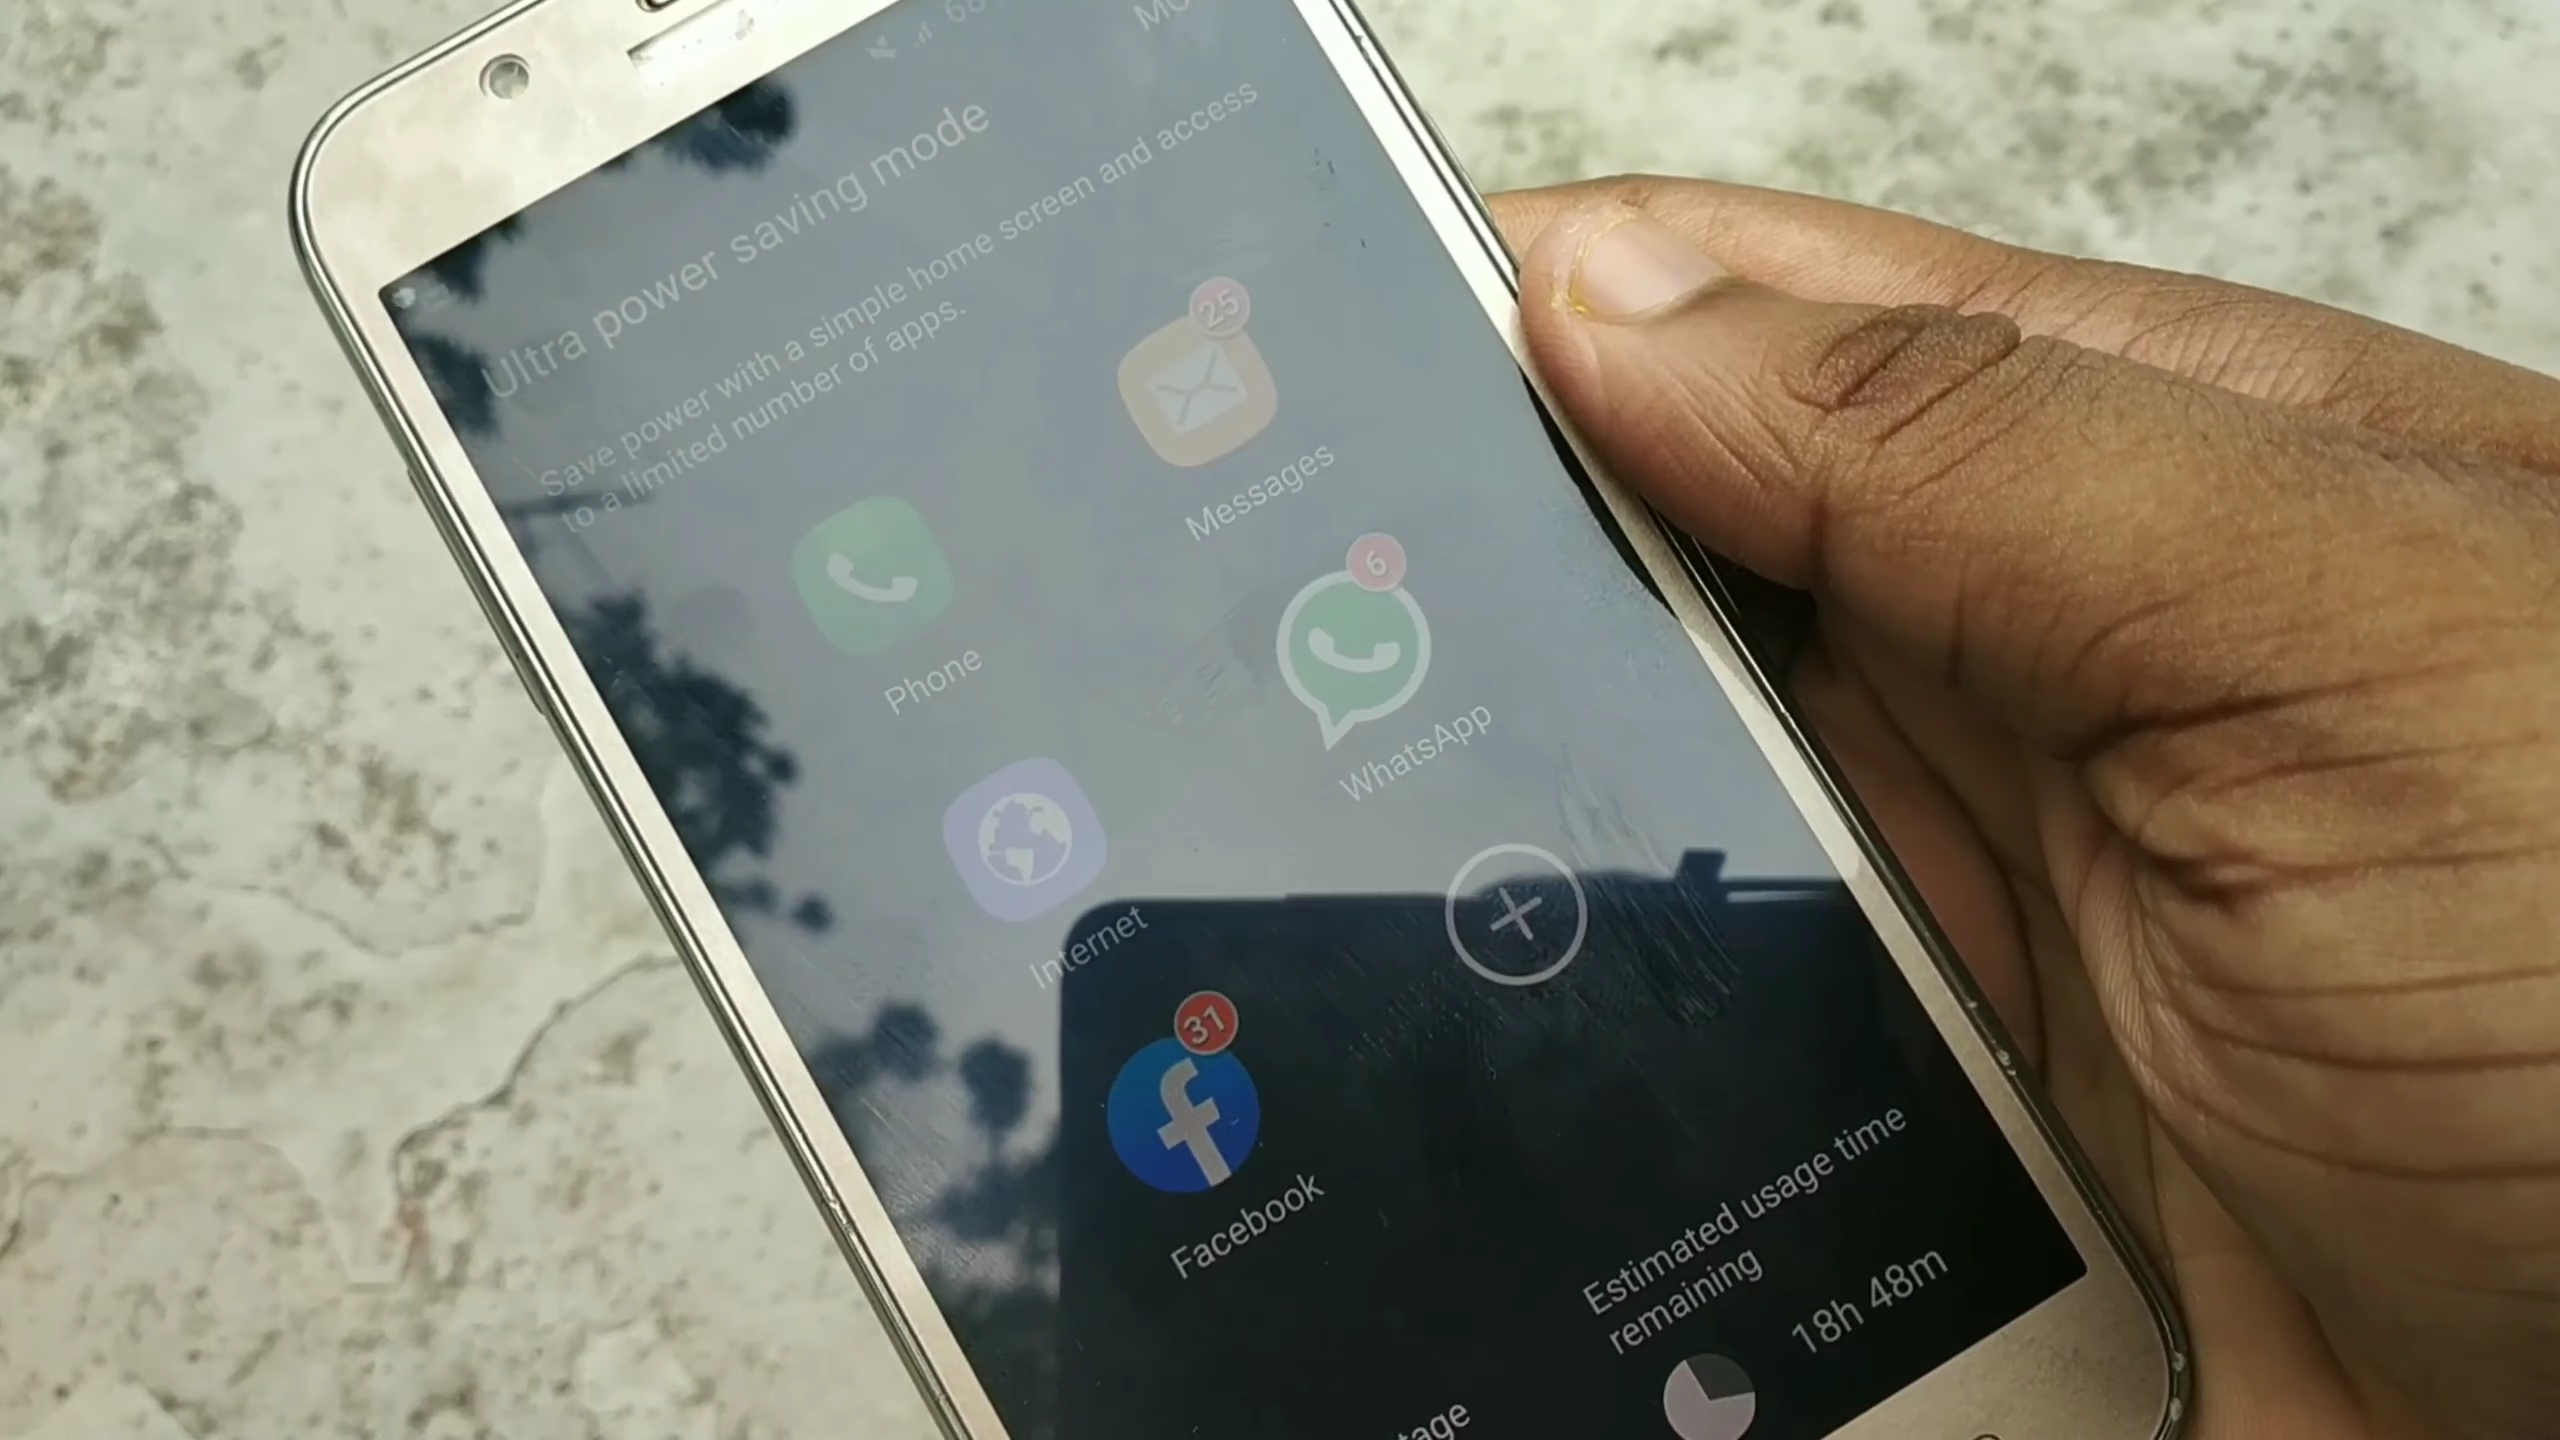 68
Ultra power saving mode
Save power with a simple home screen and access
to a limited number of apps.
25
Messages
Phone
6
WhatsApp
Internet
31
Facebook
Estimated usage time
remaining
18h 48m